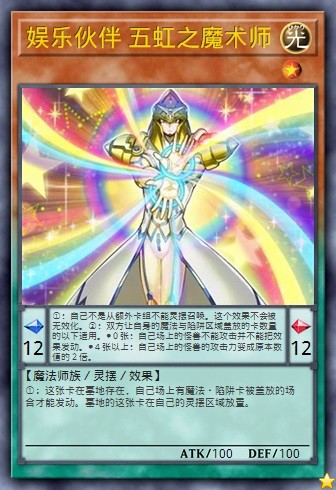 娱乐伙伴 五虹之魔术师
光
①：自己不是从额外卡组不能灵摆召唤。这个效果不会被
无效化。②：双方让自身的魔法与陷阱区域盖放的卡数量
的以下适用。●0张：自己场上的怪兽不能攻击并不能把效
果发动。●4张以上：自己场上的怪兽的攻击力变成原本数
值的2倍。
12
12
【魔法师族／灵摆／效果】
①：这张卡在墓地存在，自己场上有魔法·陷阱卡被盖放的场
合才能发动。墓地的这张卡在自己的灵摆区域放置。
ATK/100 DEF/100